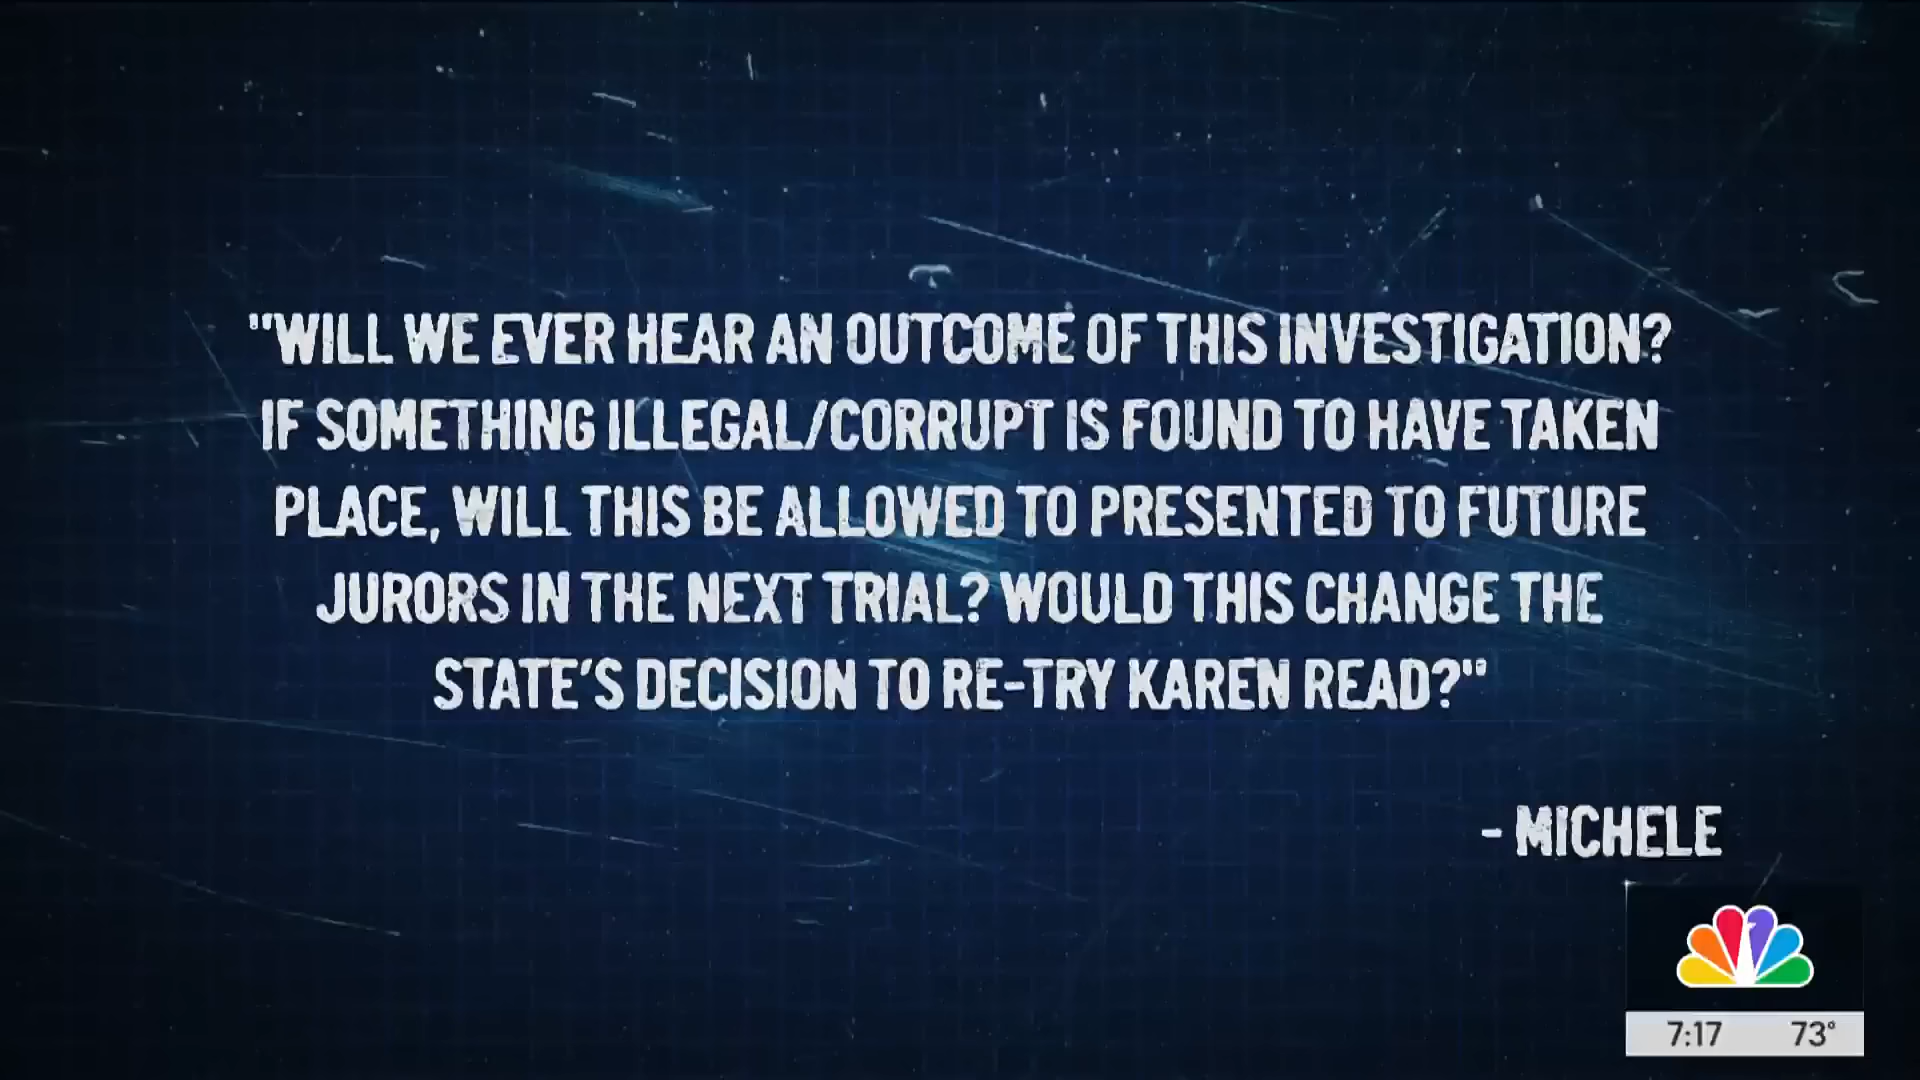 "WILL WE EVER HEAR AN OUTCOME OF THIS INVESTIGATION?
IF SOMETHING ILLEGAL/CORRUPT IS FOUND TO HAVE TAKEN
PLACE, WILL THIS BE ALLOWED TO PRESENTED TO FUTURE
JURORS IN THE NEXT TRIAL? WOULD THIS CHANGE THE
STATE'S DECISION TO RE-TRY KAREN READ?"
- MICHELE
7:17 73°